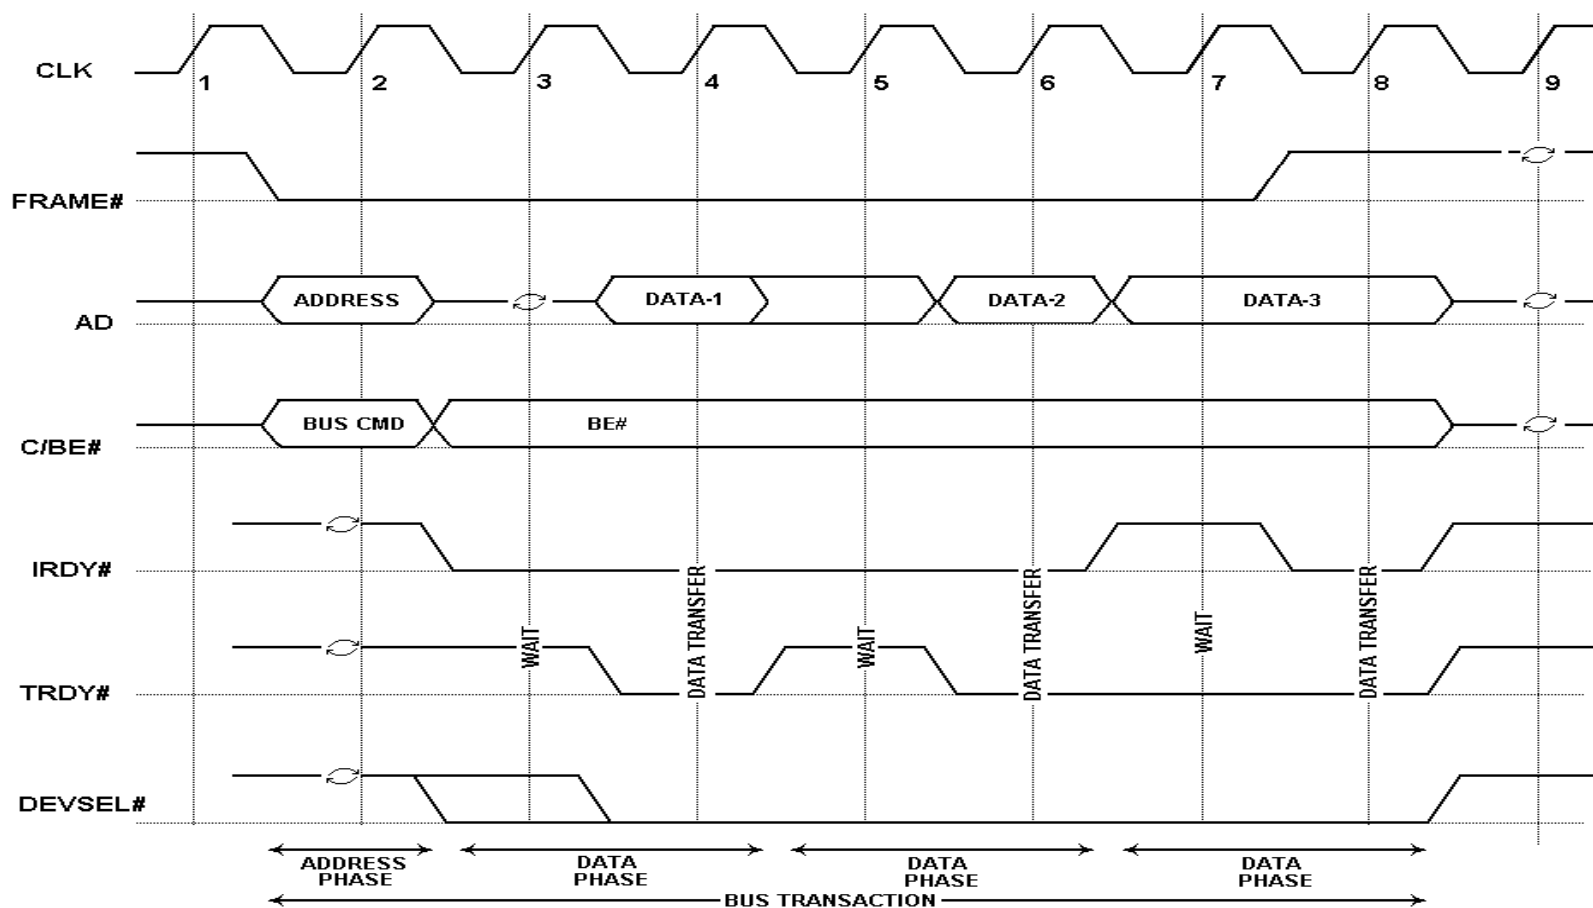 CLK
1 2 3 4 5 6 7 8 9
FRAME#
ADDRESS DATA-1 DATA-2 DATA-3
AD
BUS CMD BE#
C/BE#
IRDY#
WAIT
DATA TRANSFER
WAIT
DATA TRANSFER
WAIT
DATA TRANSFER
TRDY#
DEVSEL#
ADDRESS PHASE
DATA PHASE
DATA PHASE
DATA PHASE
BUS TRANSACTION